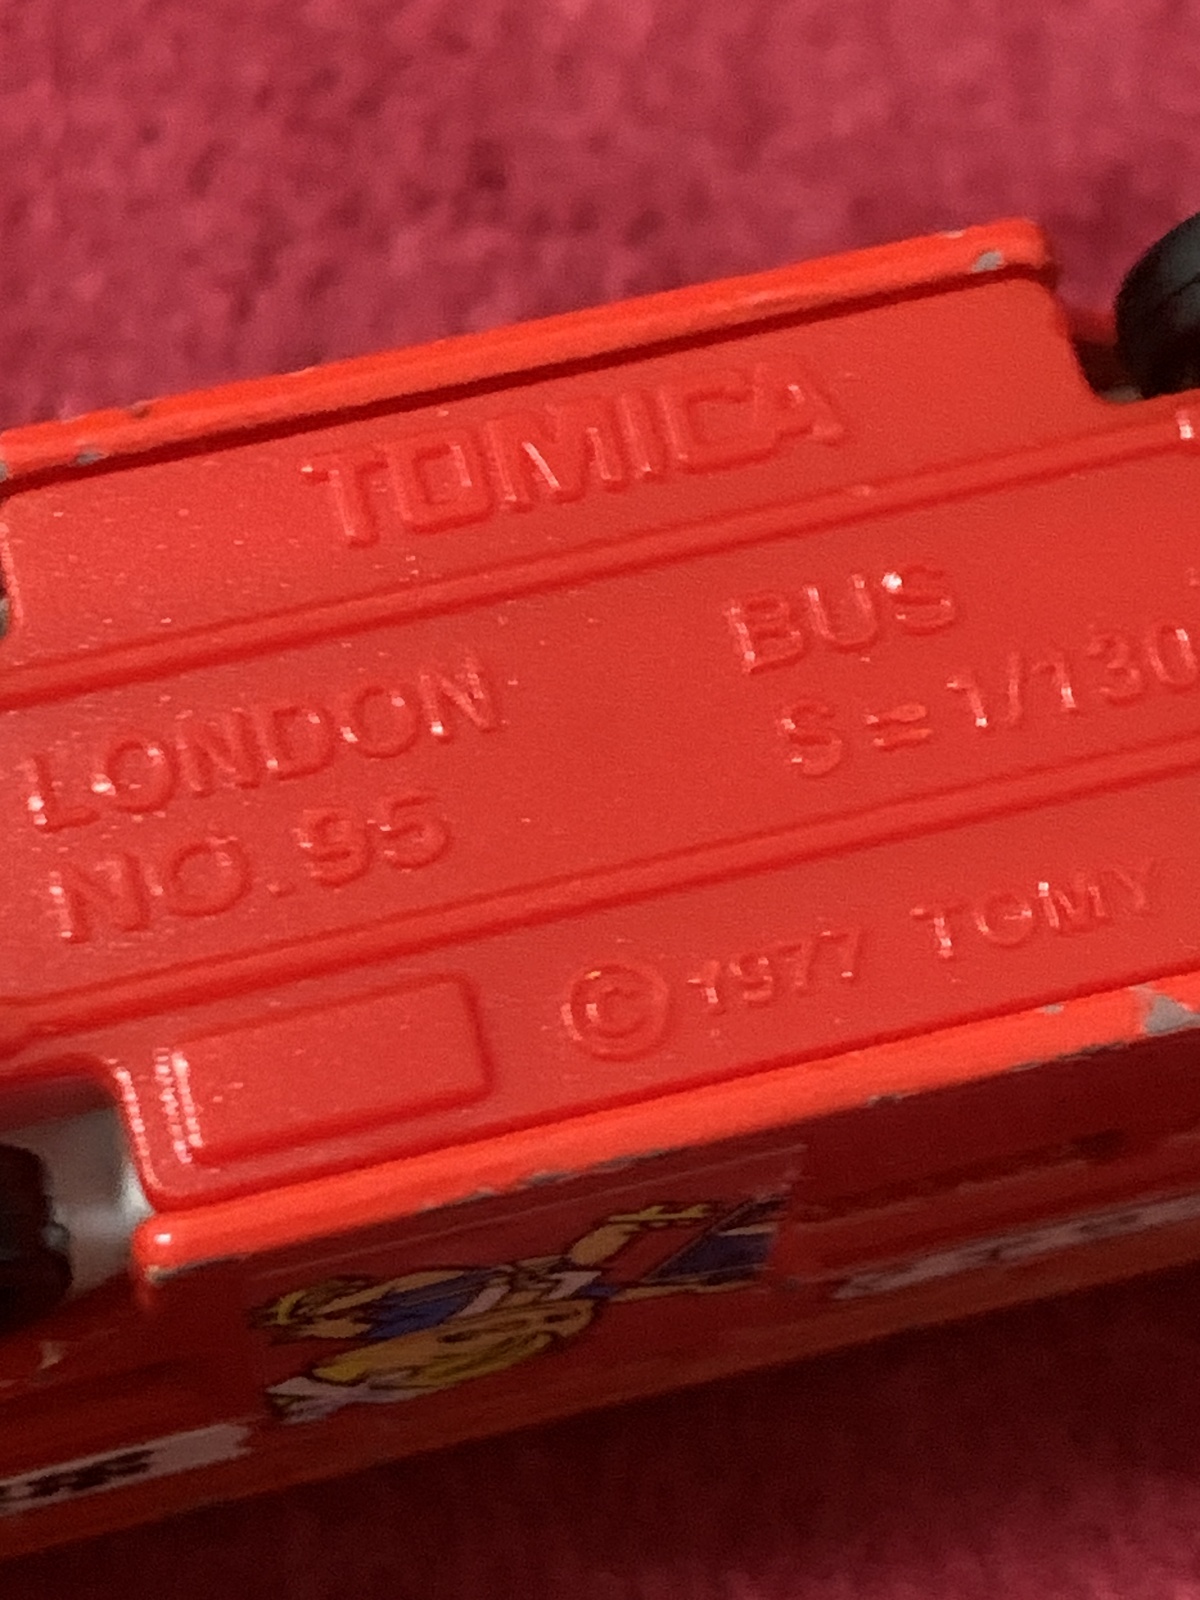 TOMICA
LONDON BUS
NO.95 S=1/130
© 1977 TOMY